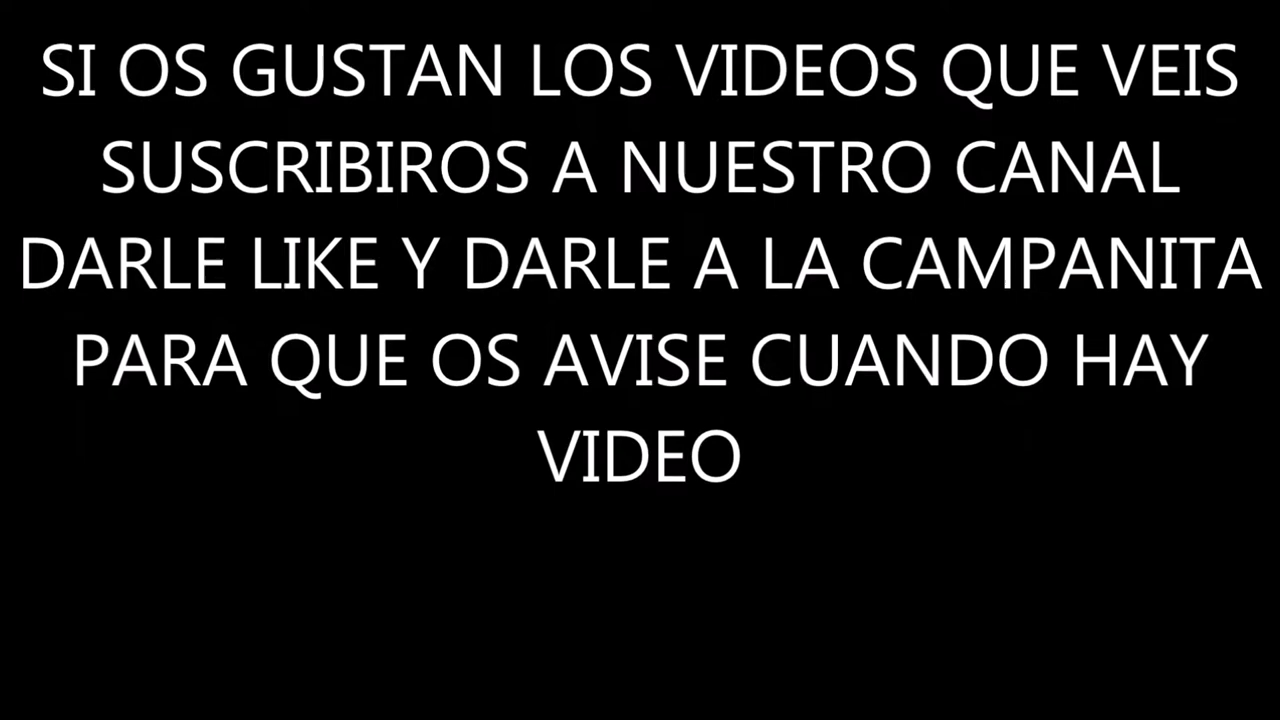 SI OS GUSTAN LOS VIDEOS QUE VEIS
SUSCRIBIROS A NUESTRO CANAL
DARLE LIKE Y DARLE A LA CAMPANITA
PARA QUE OS AVISE CUANDO HAY
VIDEO